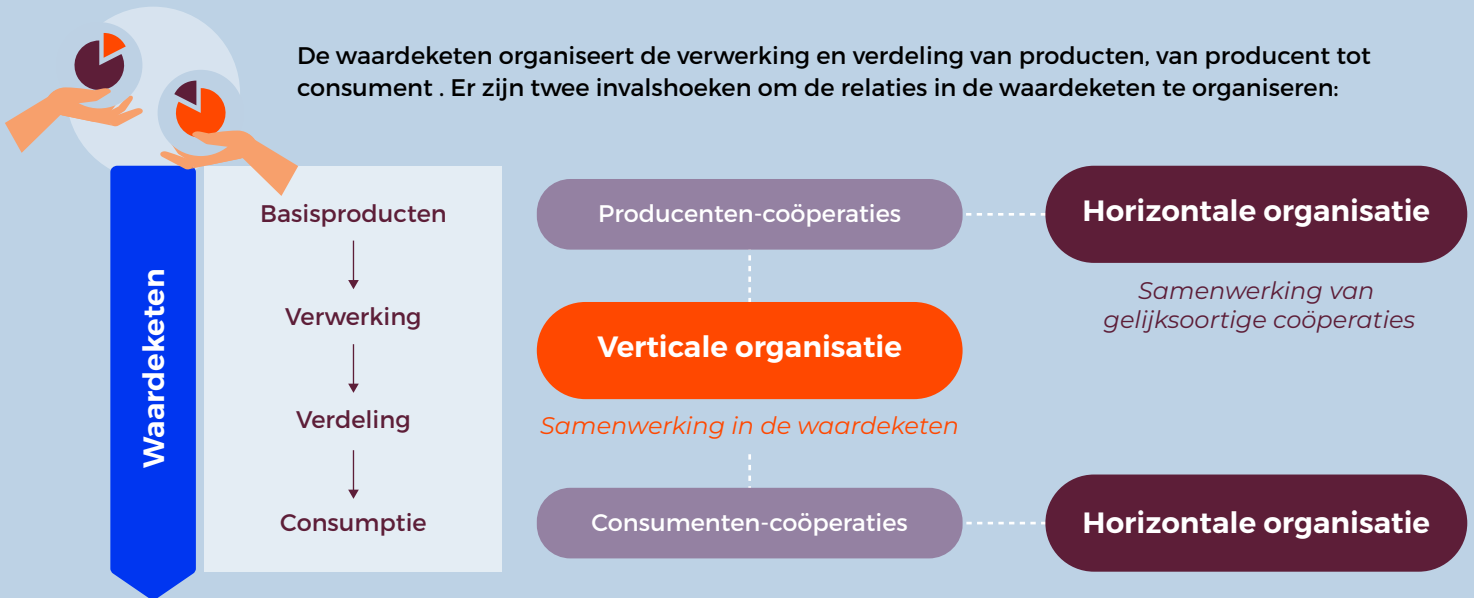 De waardeketen organiseert de verwerking en verdeling van producten, van producent tot
consument . Er zijn twee invalshoeken om de relaties in de waardeketen te organiseren:
Waardeketen
Basisproducten
Verwerking
Verdeling
Consumptie
Producenten-coöperaties
Verticale organisatie
Samenwerking in de waardeketen
Consumenten-coöperaties
Horizontale organisatie
Samenwerking van
gelijksoortige coöperaties
Horizontale organisatie